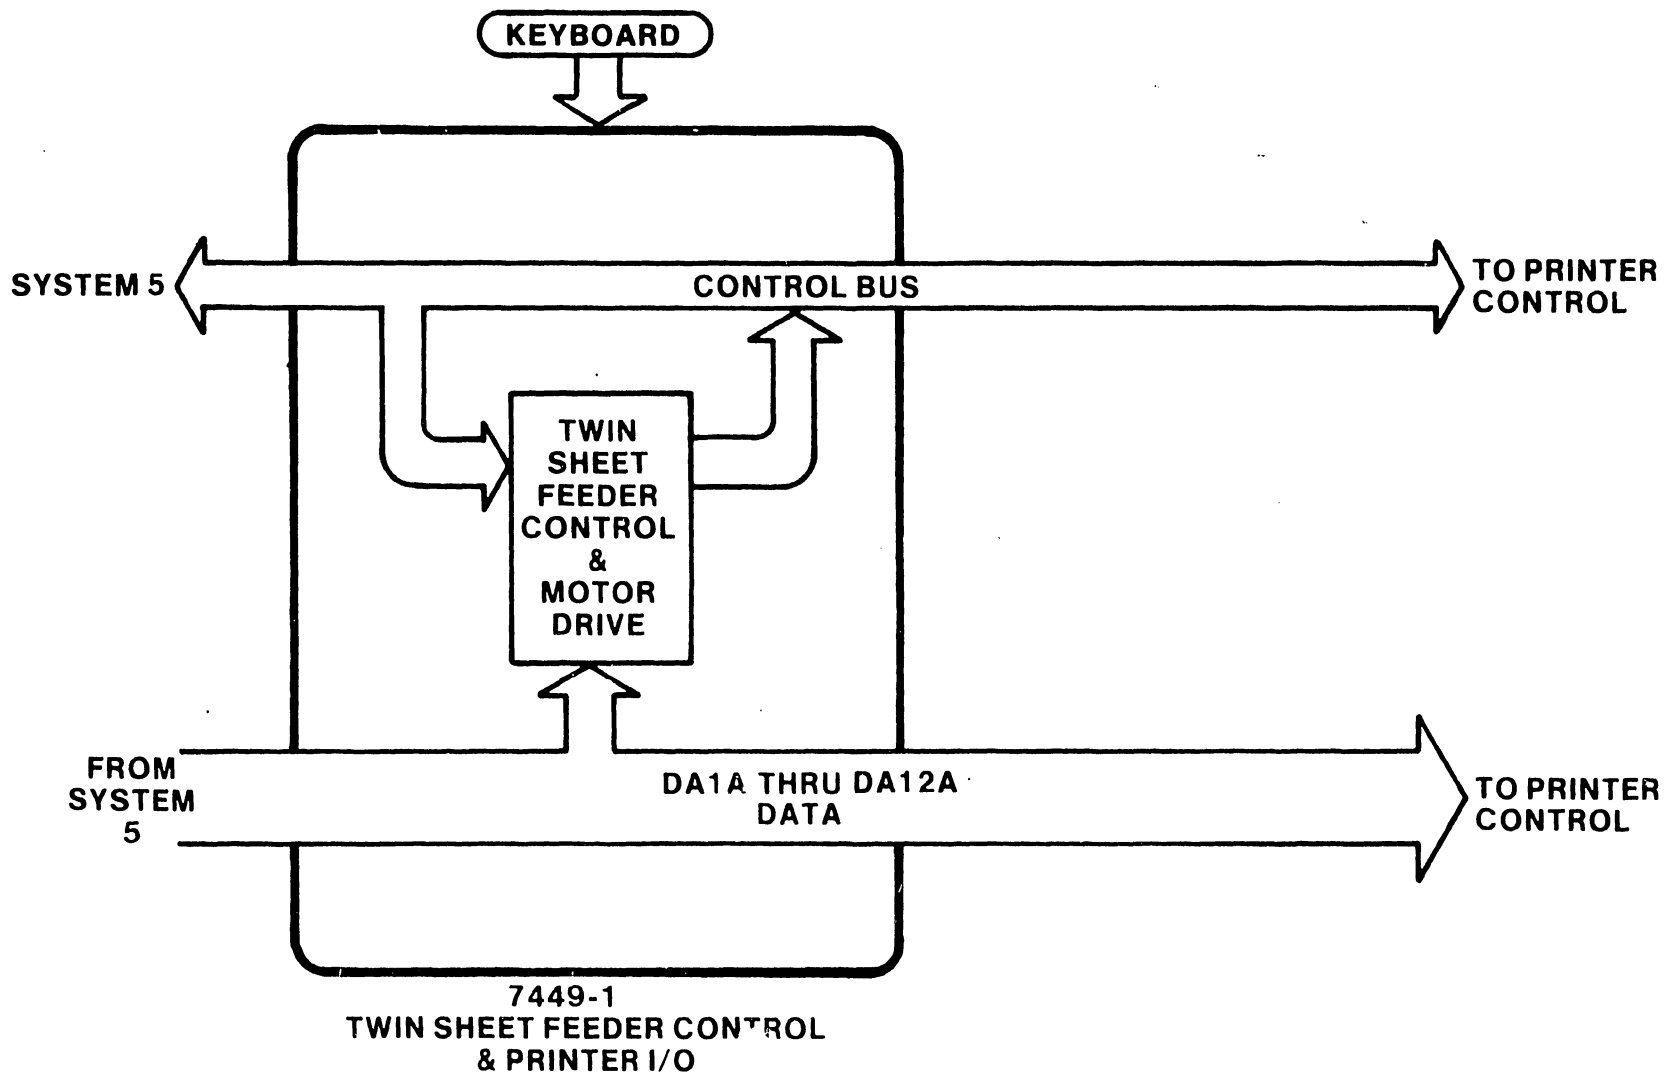 KEYBOARD
SYSTEM 5
CONTROL BUS
TO PRINTER
CONTROL
TWIN
SHEET
FEEDER
CONTROL
&
MOTOR
DRIVE
FROM
SYSTEM
5
DA1A THRU DA12A
DATA
TO PRINTER
CONTROL
7449-1
TWIN SHEET FEEDER CONTROL
& PRINTER I/O